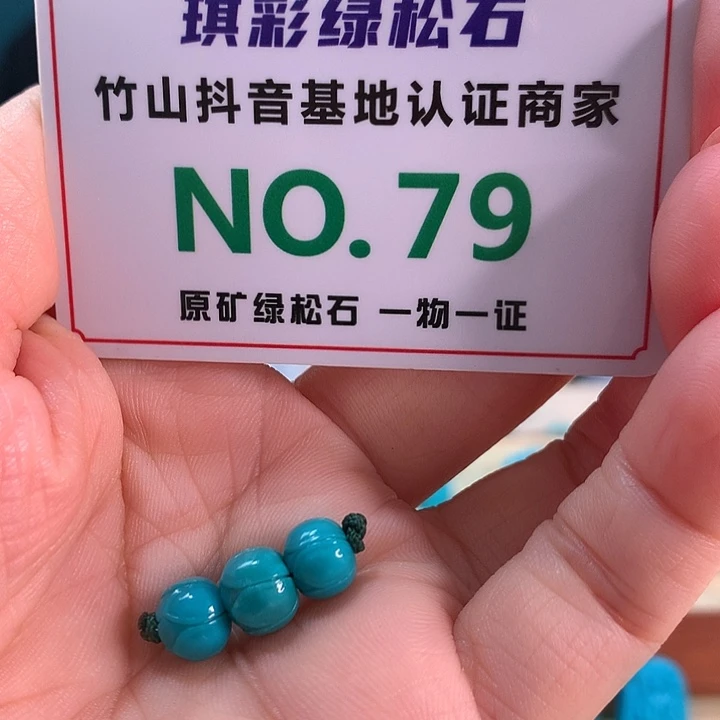 琪彩绿松石
竹山抖音基地认证商家
NO.79
原矿绿松石 一物一证